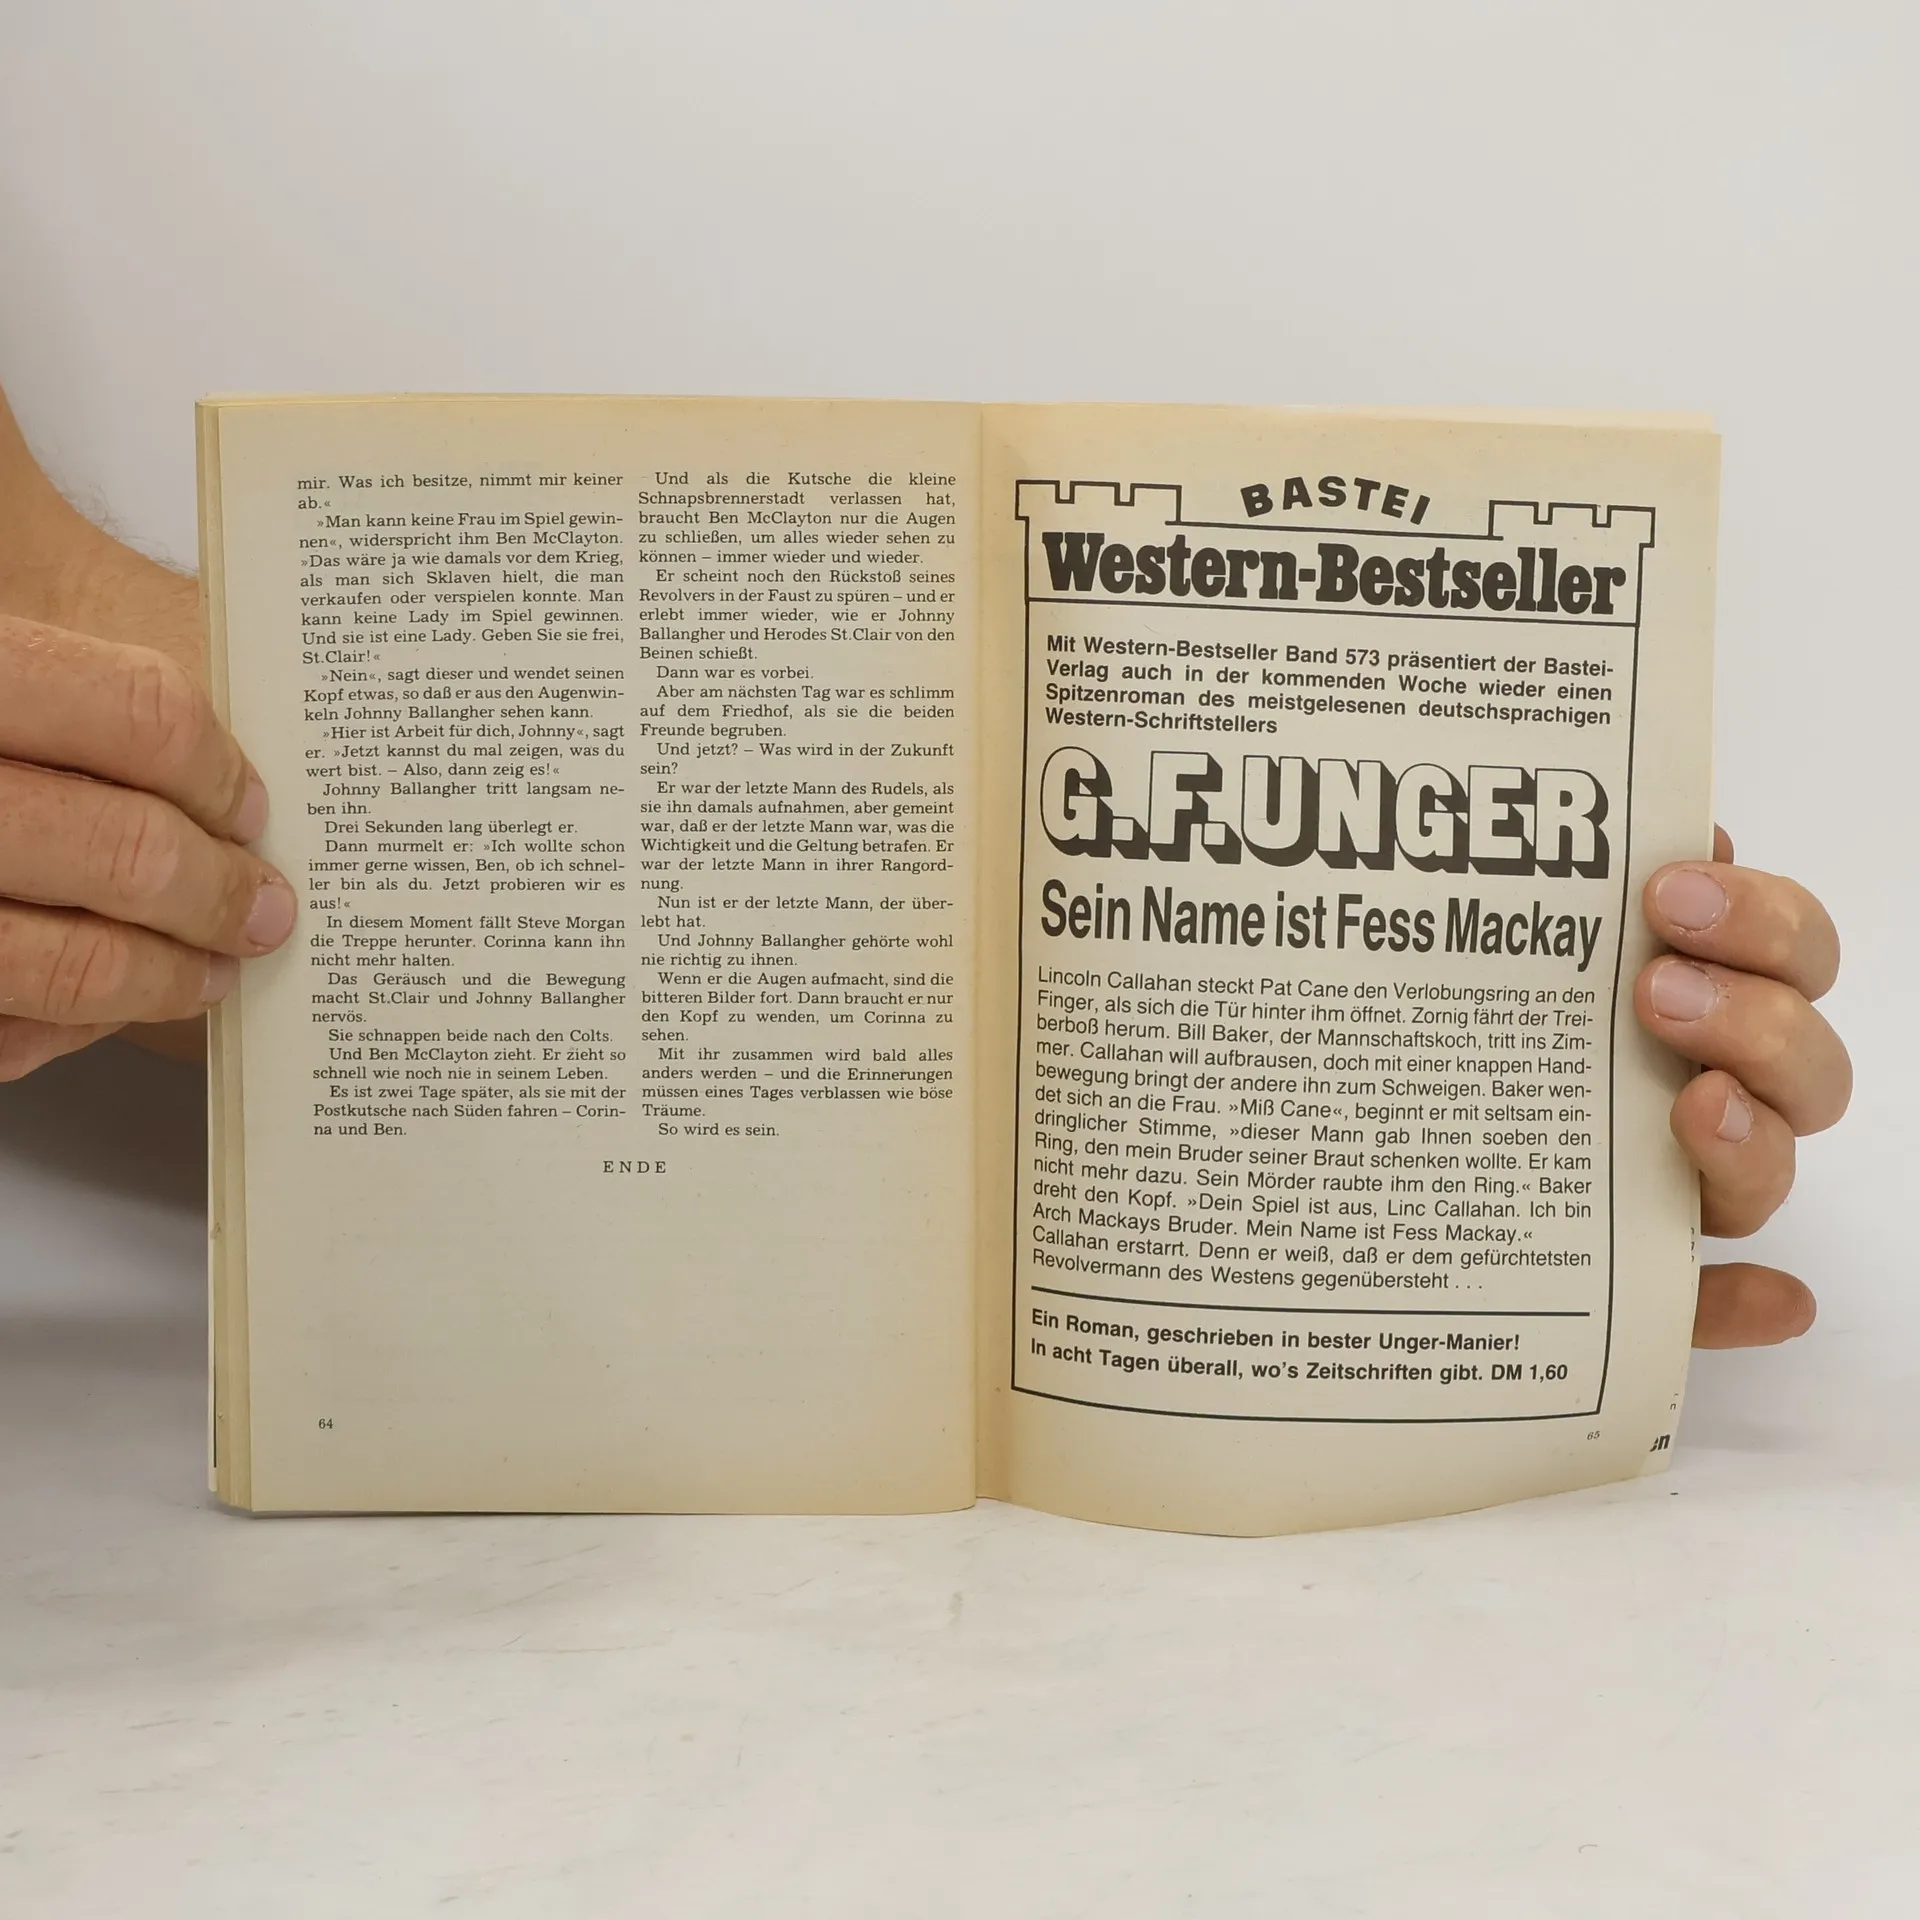 mir. Was ich besitze, nimmt mir keiner
ab.«
»Man kann keine Frau im Spiel gewin-
nen«, widerspricht ihm Ben McClayton.
»Das wäre ja wie damals vor dem Krieg,
als man sich Sklaven hielt, die man
verkaufen oder verspielen konnte. Man
kann keine Lady im Spiel gewinnen.
Und sie ist eine Lady. Geben Sie sie frei,
St.Clair!«
»Nein«, sagt dieser und wendet seinen
Kopf etwas, so daß er aus den Augenwin-
keln Johnny Ballangher sehen kann.
»Hier ist Arbeit für dich, Johnny«, sagt
er. »Jetzt kannst du mal zeigen, was du
wert bist. – Also, dann zeig es!«
Johnny Ballangher tritt langsam ne-
ben ihn.
Drei Sekunden lang überlegt er.
Dann murmelt er: »Ich wollte schon
immer gerne wissen, Ben, ob ich schnel-
ler bin als du. Jetzt probieren wir es
aus!«
In diesem Moment fällt Steve Morgan
die Treppe herunter. Corinna kann ihn
nicht mehr halten.
Das Geräusch und die Bewegung
macht St.Clair und Johnny Ballangher
nervös.
Sie schnappen beide nach den Colts.
Und Ben McClayton zieht. Er zieht so
schnell wie noch nie in seinem Leben.
Es ist zwei Tage später, als sie mit der
Postkutsche nach Süden fahren – Corin-
na und Ben.
Und als die Kutsche die kleine
Schnapsbrennerstadt verlassen hat,
braucht Ben McClayton nur die Augen
zu schließen, um alles wieder sehen zu
können – immer wieder und wieder.
Er scheint noch den Rückstoß seines
Revolvers in der Faust zu spüren – und er
erlebt immer wieder, wie er Johnny
Ballangher und Herodes St.Clair von den
Beinen schießt.
Dann war es vorbei.
Aber am nächsten Tag war es schlimm
auf dem Friedhof, als sie die beiden
Freunde begruben.
Und jetzt? – Was wird in der Zukunft
sein?
Er war der letzte Mann des Rudels, als
sie ihn damals aufnahmen, aber gemeint
war, daß er der letzte Mann war, was die
Wichtigkeit und die Geltung betrafen. Er
war der letzte Mann in ihrer Rangord-
nung.
Nun ist er der letzte Mann, der über-
lebt hat.
Und Johnny Ballangher gehörte wohl
nie richtig zu ihnen.
Wenn er die Augen aufmacht, sind die
bitteren Bilder fort. Dann braucht er nur
den Kopf zu wenden, um Corinna zu
sehen.
Mit ihr zusammen wird bald alles
anders werden – und die Erinnerungen
müssen eines Tages verblassen wie böse
Träume.
So wird es sein.
ENDE
64
BASTEI
Western-Bestseller
Mit Western-Bestseller Band 573 präsentiert der Bastei-
Verlag auch in der kommenden Woche wieder einen
Spitzenroman des meistgelesenen deutschsprachigen
Western-Schriftstellers
G.F.UNGER
Sein Name ist Fess Mackay
Lincoln Callahan steckt Pat Cane den Verlobungsring an den
Finger, als sich die Tür hinter ihm öffnet. Zornig fährt der Trei-
berboß herum. Bill Baker, der Mannschaftskoch, tritt ins Zim-
mer. Callahan will aufbrausen, doch mit einer knappen Hand-
bewegung bringt der andere ihn zum Schweigen. Baker wen-
det sich an die Frau. »Miß Cane«, beginnt er mit seltsam ein-
dringlicher Stimme, »dieser Mann gab Ihnen soeben den
Ring, den mein Bruder seiner Braut schenken wollte. Er kam
nicht mehr dazu. Sein Mörder raubte ihm den Ring.« Baker
dreht den Kopf. »Dein Spiel ist aus, Linc Callahan. Ich bin
Arch Mackays Bruder. Mein Name ist Fess Mackay.«
Callahan erstarrt. Denn er weiß, daß er dem gefürchtetsten
Revolvermann des Westens gegenübersteht . . .
Ein Roman, geschrieben in bester Unger-Manier!
In acht Tagen überall, wo's Zeitschriften gibt. DM 1,60
65